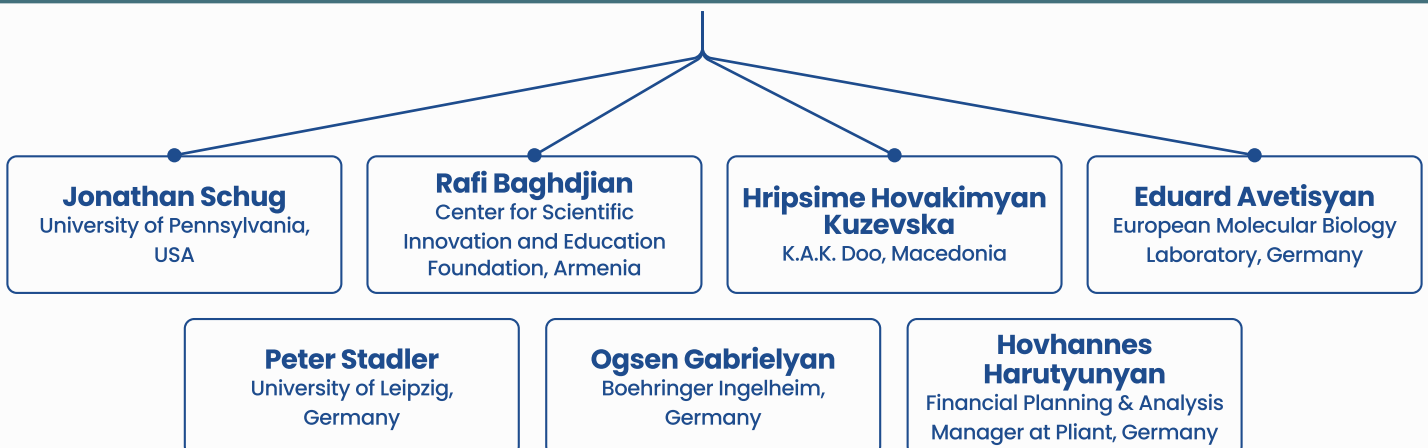 Jonathan Schug
University of Pennsylvania,
USA
Rafi Baghdjian
Center for Scientific
Innovation and Education
Foundation, Armenia
Hripsime Hovakimyan
Kuzevska
K.A.K. Doo, Macedonia
Eduard Avetisyan
European Molecular Biology
Laboratory, Germany
Peter Stadler
University of Leipzig,
Germany
Ogsen Gabrielyan
Boehringer Ingelheim,
Germany
Hovhannes
Harutyunyan
Financial Planning & Analysis
Manager at Pliant, Germany